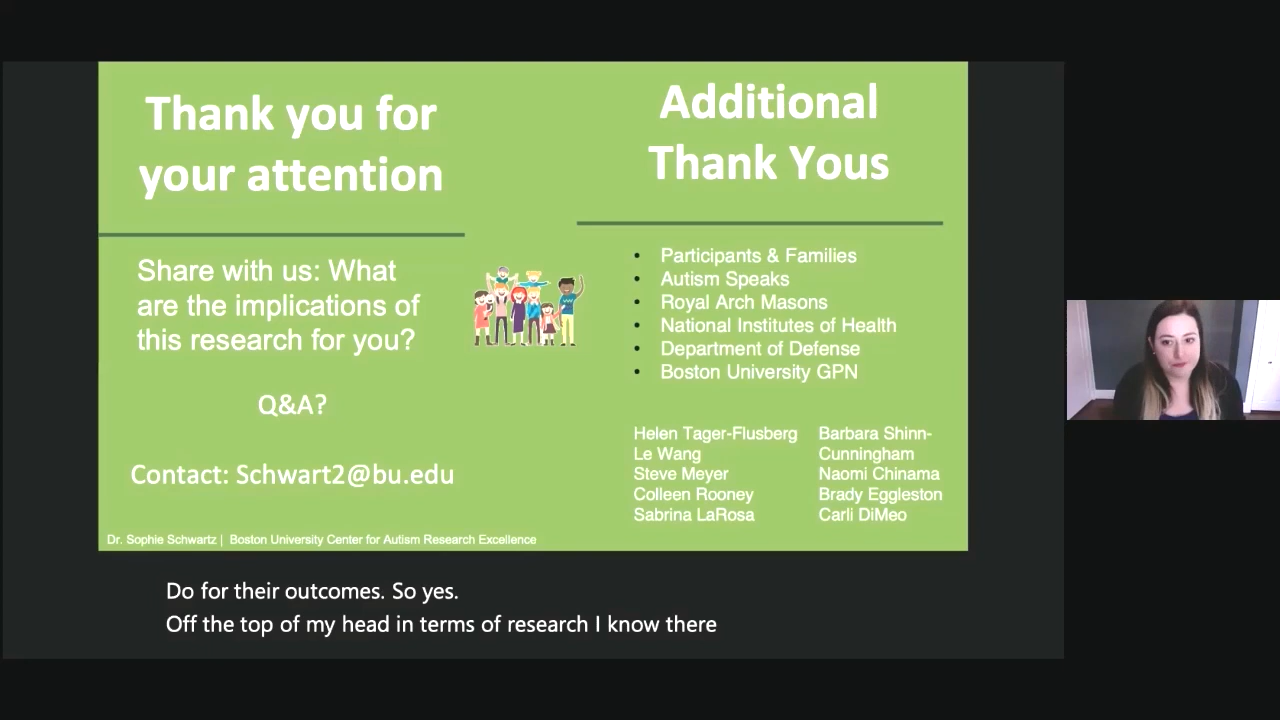 Thank you for
your attention
Share with us: What
are the implications of
this research for you?
Q&A?
Contact: Schwart2@bu.edu
Dr. Sophie Schwartz | Boston University Center for Autism Research Excellence
Additional
Thank Yous
• Participants & Families
• Autism Speaks
• Royal Arch Masons
• National Institutes of Health
• Department of Defense
• Boston University GPN
Helen Tager-Flusberg
Le Wang
Steve Meyer
Colleen Rooney
Sabrina LaRosa
Barbara Shinn-
Cunningham
Naomi Chinama
Brady Eggleston
Carli DiMeo
Do for their outcomes. So yes.
Off the top of my head in terms of research I know there